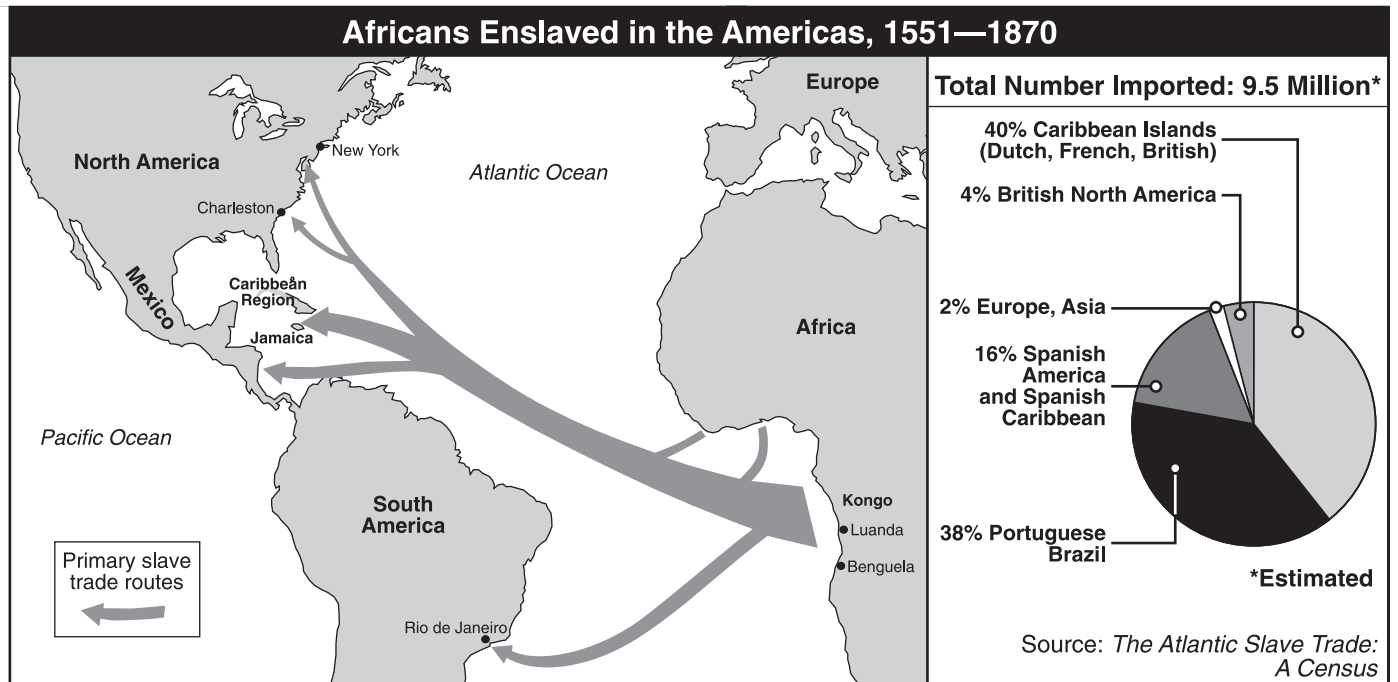 Africans Enslaved in the Americas, 1551—1870
Europe
North America
New York
Atlantic Ocean
Charleston
Mexico
Caribbean
Region
Jamaica
Africa
Pacific Ocean
South
America
Kongo
Luanda
Benguela
Rio de Janeiro
Primary slave
trade routes
Total Number Imported: 9.5 Million*
40% Caribbean Islands
(Dutch, French, British)
4% British North America
2% Europe, Asia
16% Spanish
America
and Spanish
Caribbean
38% Portuguese
Brazil
*Estimated
Source: The Atlantic Slave Trade:
A Census